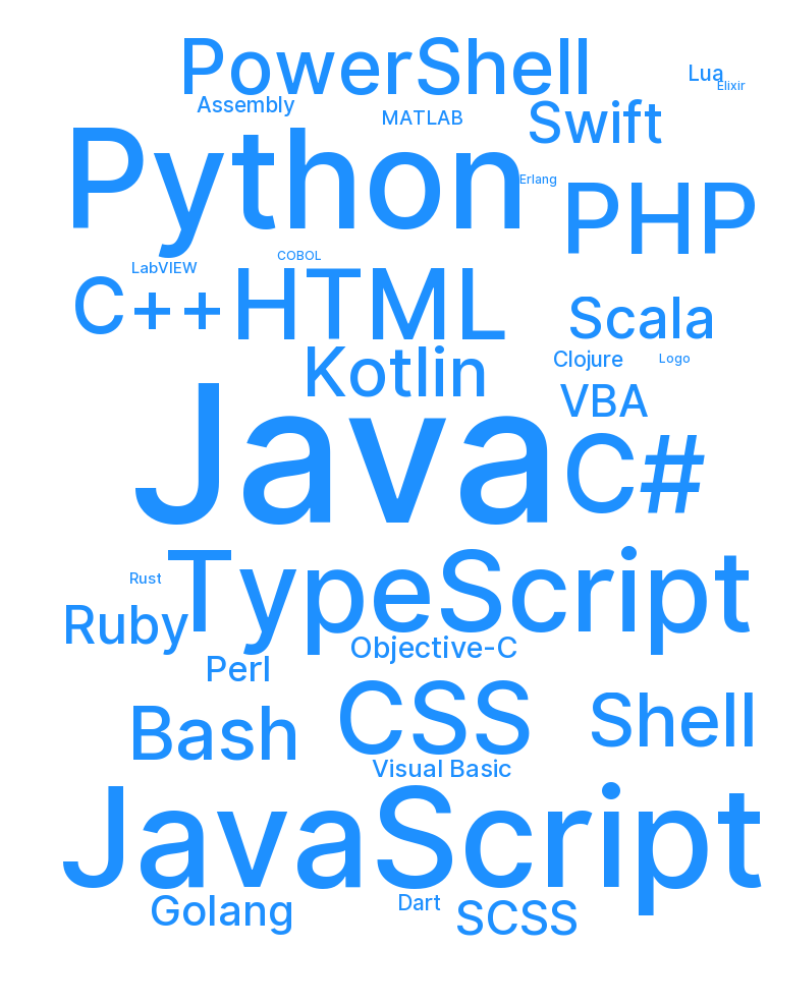 PowerShell
Lua
Elixir
Assembly
MATLAB
Swift
Python
Erlang
PHP
COBOL
LabVIEW
C++
HTML
Scala
Kotlin
Clojure
Logo
VBA
Java
C#
TypeScript
Rust
Ruby
Objective-C
Perl
CSS
Shell
Bash
Visual Basic
JavaScript
Golang
Dart
SCSS